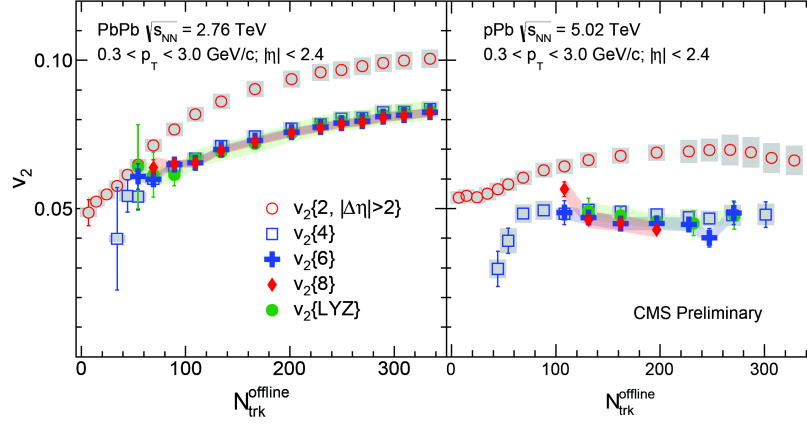 PbPb √s_NN = 2.76 TeV
0.3 < p_T < 3.0 GeV/c; |η| < 2.4
pPb √s_NN = 5.02 TeV
0.3 < p_T < 3.0 GeV/c; |η| < 2.4
0.10
0.05
v_2
v_2{2, |Δη|>2}
v_2{4}
v_2{6}
v_2{8}
v_2{LYZ}
CMS Preliminary
0 100 200 300
0 100 200 300
N_trk^offline
N_trk^offline